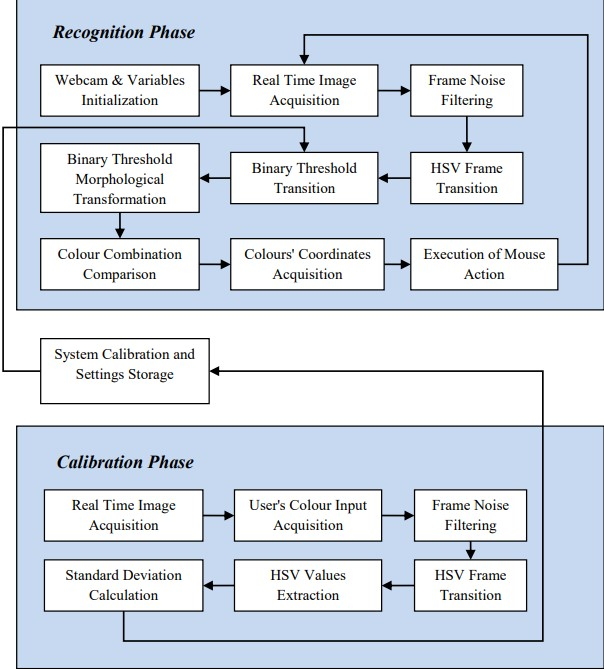 Recognition Phase
Webcam & Variables
Initialization
Real Time Image
Acquisition
Frame Noise
Filtering
Binary Threshold
Morphological
Transformation
Binary Threshold
Transition
HSV Frame
Transition
Colour Combination
Comparison
Colours' Coordinates
Acquisition
Execution of Mouse
Action
System Calibration and
Settings Storage
Calibration Phase
Real Time Image
Acquisition
User's Colour Input
Acquisition
Frame Noise
Filtering
Standard Deviation
Calculation
HSV Values
Extraction
HSV Frame
Transition